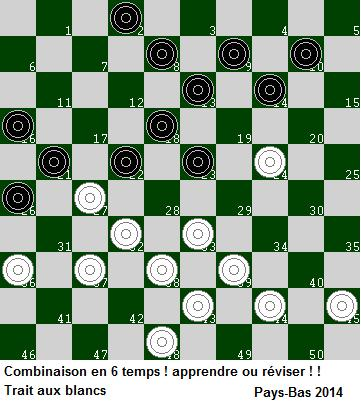 1 2 3 4 5
6 7 8 9 10
11 12 13 14 15
16 17 18 19 20
21 22 23 24 25
26 27 28 29 30
31 32 33 34 35
36 37 38 39 40
41 42 43 44 45
46 47 48 49 50
Combinaison en 6 temps ! apprendre ou réviser ! !
Trait aux blancs Pays-Bas 2014